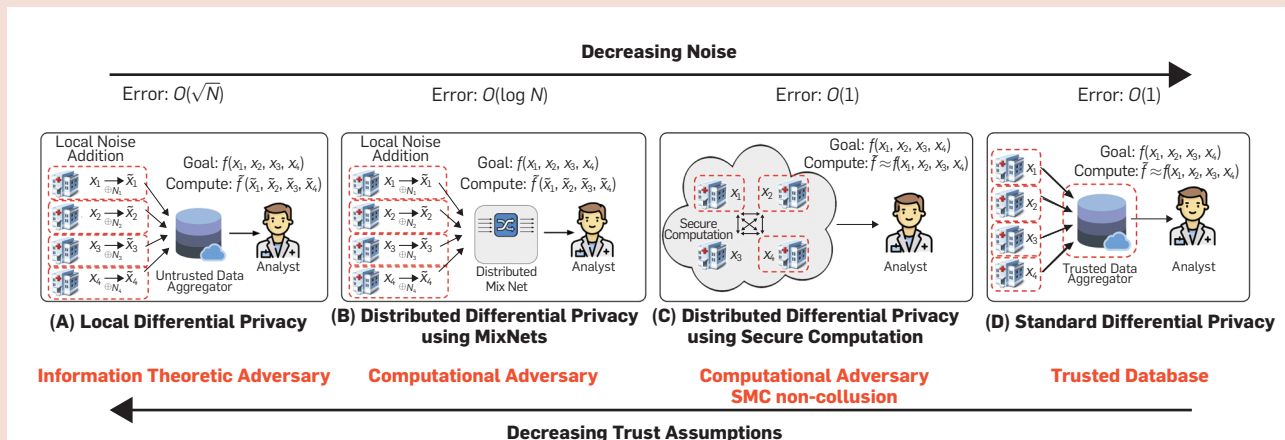 Decreasing Noise
Error: O(√N)
Error: O(log N)
Error: O(1)
Error: O(1)
Local Noise
Addition
Goal: f(x₁, x₂, x₃, x₄)
Compute: f̃(x̃₁, x̃₂, x̃₃, x̃₄)
x₁ → x̃₁
⊕N₁
x₂ → x̃₂
⊕N₂
x₃ → x̃₃
⊕N₃
x₄ → x̃₄
⊕N₄
Untrusted Data
Aggregator
Analyst
Local Noise
Addition
Goal: f(x₁, x₂, x₃, x₄)
Compute: f̃(x̃₁, x̃₂, x̃₃, x̃₄)
x₁ → x̃₁
⊕N₁
x₂ → x̃₂
⊕N₂
x₃ → x̃₃
⊕N₃
x₄ → x̃₄
⊕N₄
Distributed
Mix Net
Analyst
Goal: f(x₁, x₂, x₃, x₄)
Compute: f̃ ≈ f(x₁, x₂, x₃, x₄)
x₁
x₂
Secure
Computation
x₃
x₄
Analyst
Goal: f(x₁, x₂, x₃, x₄)
Compute: f̃ ≈ f(x₁, x₂, x₃, x₄)
x₁
x₂
x₃
x₄
Trusted Data
Aggregator
Analyst
(A) Local Differential Privacy
(B) Distributed Differential Privacy
using MixNets
(C) Distributed Differential Privacy
using Secure Computation
(D) Standard Differential Privacy
Information Theoretic Adversary
Computational Adversary
Computational Adversary
SMC non-collusion
Trusted Database
Decreasing Trust Assumptions